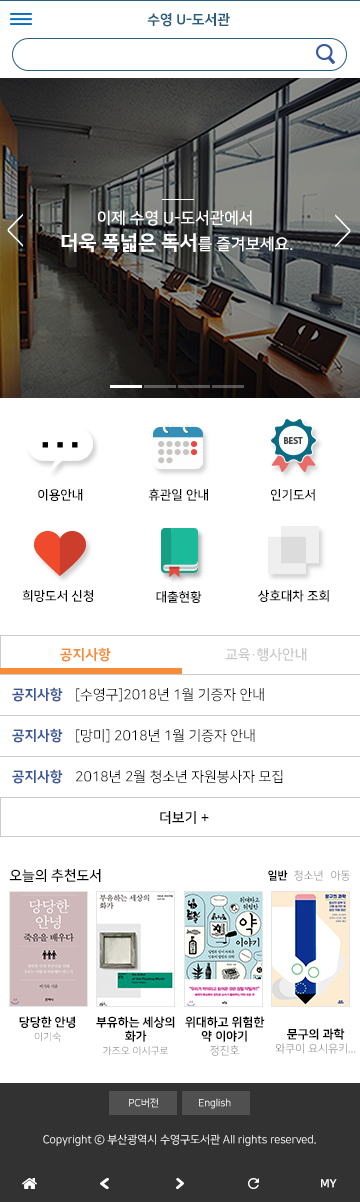 수영 U-도서관
이제 수영 U-도서관에서
더욱 폭넓은 독서를 즐겨보세요.
BEST
이용안내 휴관일 안내 인기도서
희망도서 신청 대출현황 상호대차 조회
공지사항 교육·행사안내
공지사항 [수영구]2018년 1월 기증자 안내
공지사항 [망미] 2018년 1월 기증자 안내
공지사항 2018년 2월 청소년 자원봉사자 모집
더보기 +
오늘의 추천도서 일반 청소년 아동
당당한
안녕
죽음을 배우다
부유하는 세상의
화가
위대하고
위험한
약
이야기
문구의 과학
당당한 안녕
이기숙
부유하는 세상의
화가
가즈오 이시구로
위대하고 위험한
약 이야기
정진호
문구의 과학
와쿠이 요시유키...
PC버전 English
Copyright ⓒ 부산광역시 수영구도서관 All rights reserved.
MY